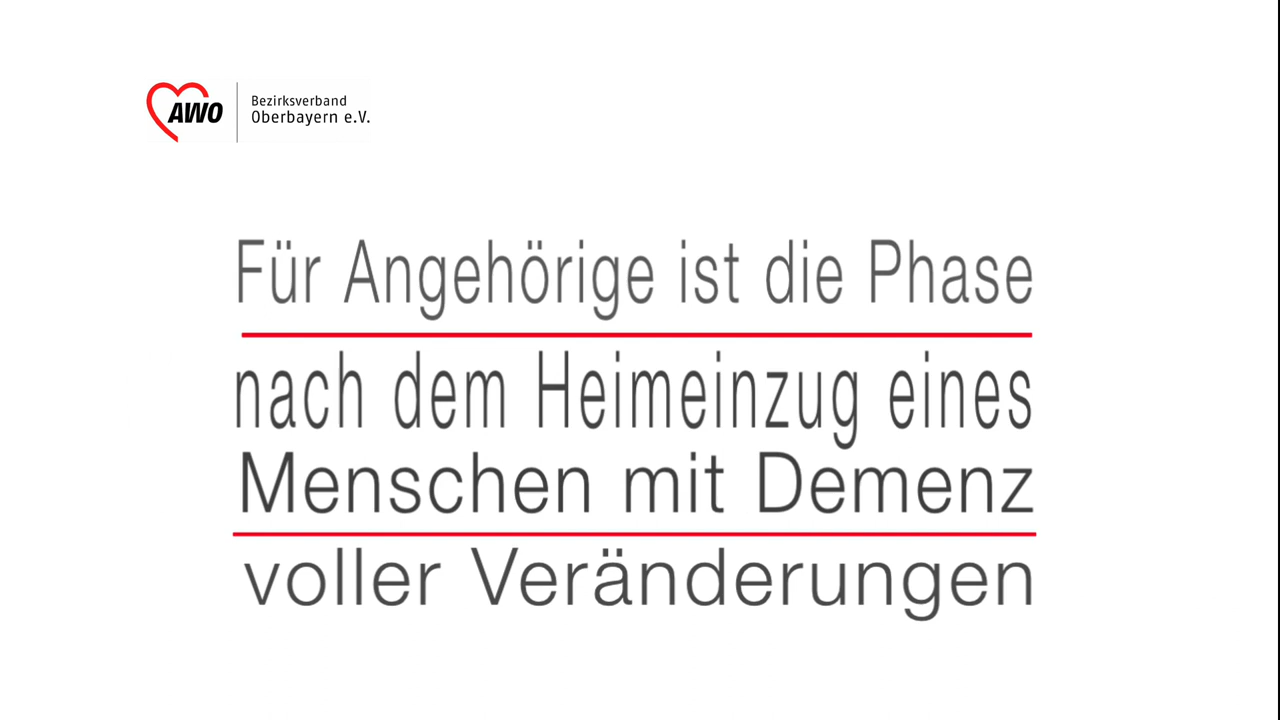 AWO
Bezirksverband
Oberbayern e.V.
Für Angehörige ist die Phase
nach dem Heimeinzug eines
Menschen mit Demenz
voller Veränderungen